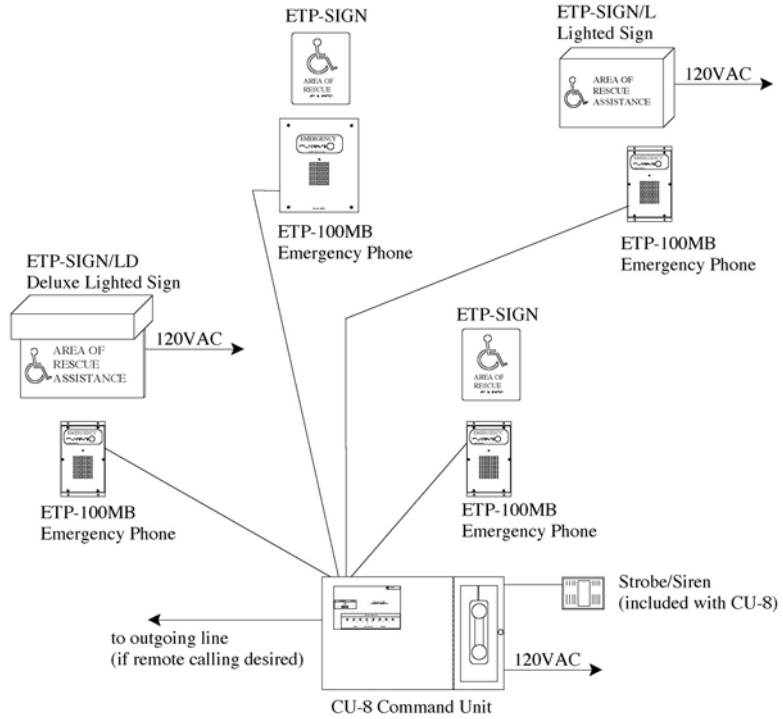 ETP-SIGN
AREA OF
RESCUE
EMERGENCY
ETP-100MB
Emergency Phone
ETP-SIGN/L
Lighted Sign
AREA OF
RESCUE
ASSISTANCE
120VAC
EMERGENCY
ETP-100MB
Emergency Phone
ETP-SIGN/LD
Deluxe Lighted Sign
AREA OF
RESCUE
ASSISTANCE
120VAC
EMERGENCY
ETP-100MB
Emergency Phone
ETP-SIGN
AREA OF
RESCUE
EMERGENCY
ETP-100MB
Emergency Phone
Strobe/Siren
(included with CU-8)
to outgoing line
(if remote calling desired)
120VAC
CU-8 Command Unit